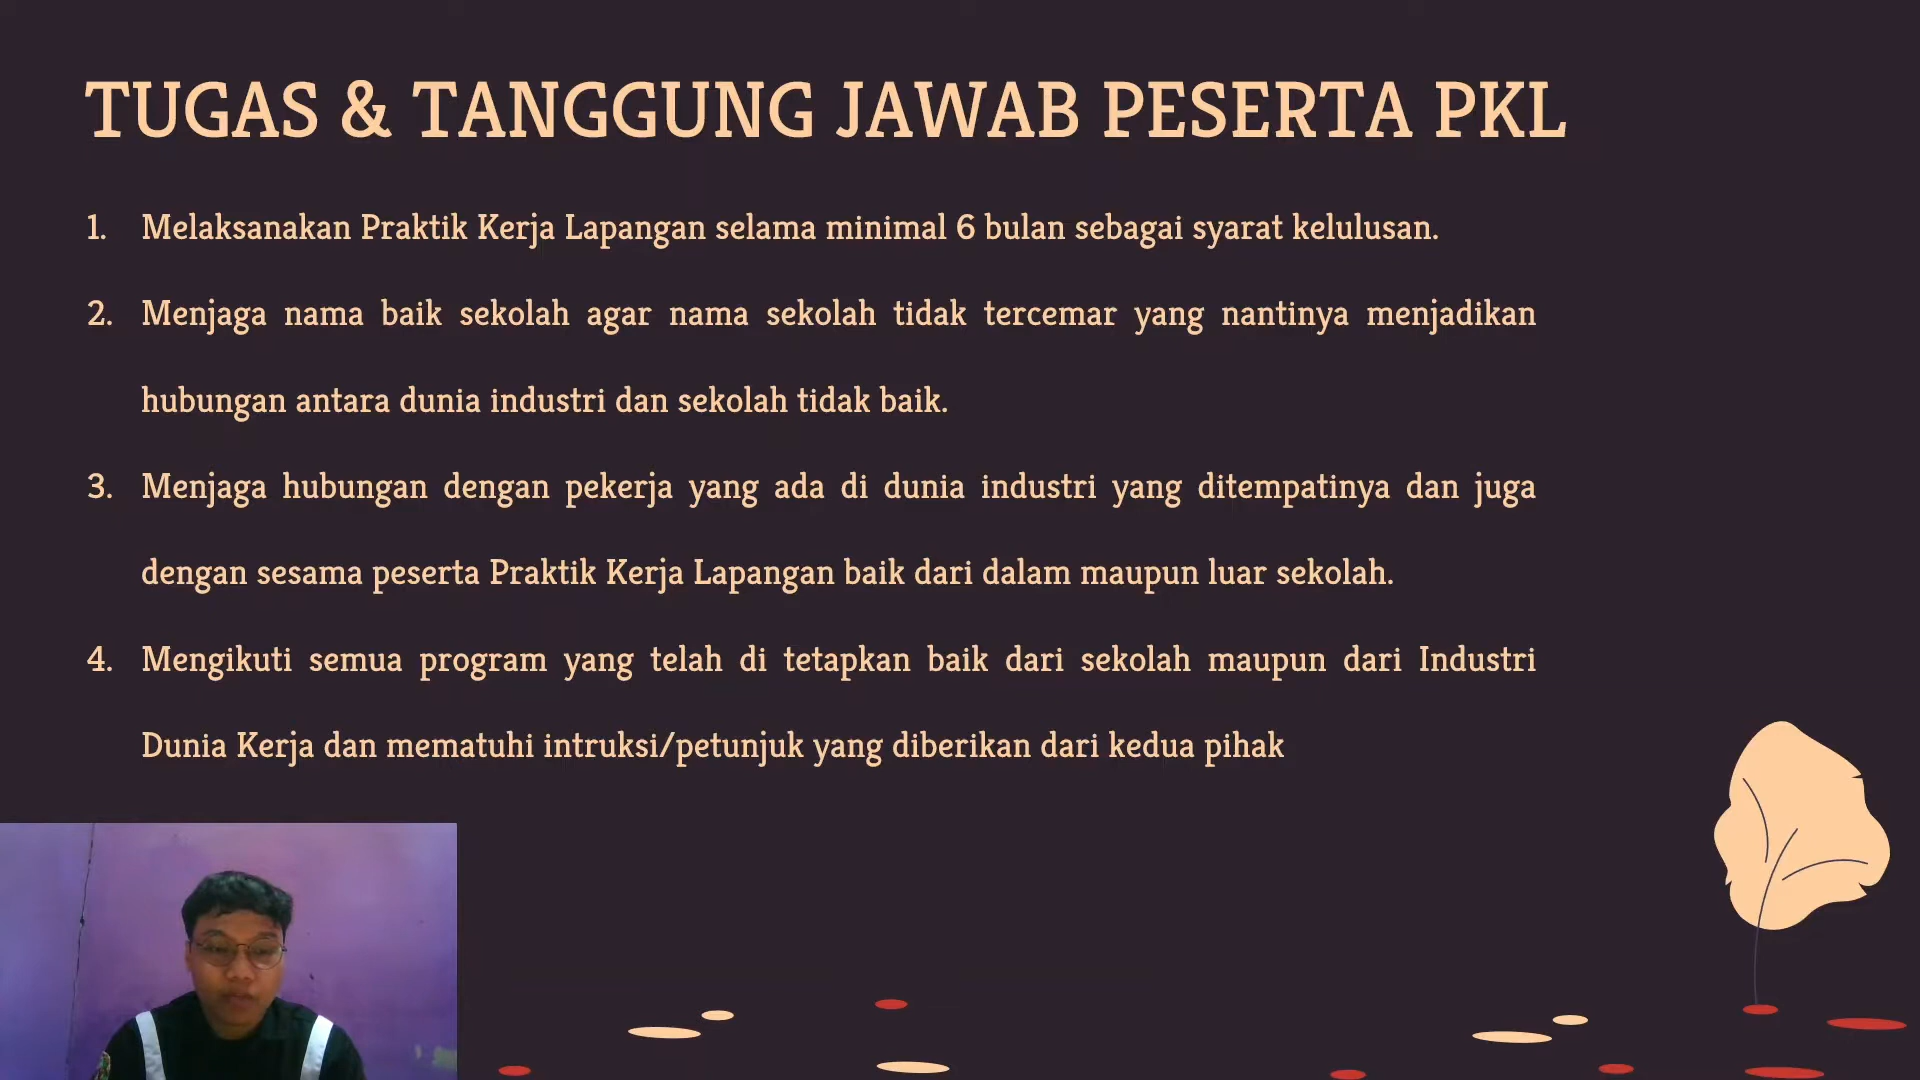 TUGAS & TANGGUNG JAWAB PESERTA PKL
1. Melaksanakan Praktik Kerja Lapangan selama minimal 6 bulan sebagai syarat kelulusan.
2. Menjaga nama baik sekolah agar nama sekolah tidak tercemar yang nantinya menjadikan
hubungan antara dunia industri dan sekolah tidak baik.
3. Menjaga hubungan dengan pekerja yang ada di dunia industri yang ditempatinya dan juga
dengan sesama peserta Praktik Kerja Lapangan baik dari dalam maupun luar sekolah.
4. Mengikuti semua program yang telah di tetapkan baik dari sekolah maupun dari Industri
Dunia Kerja dan mematuhi intruksi/petunjuk yang diberikan dari kedua pihak